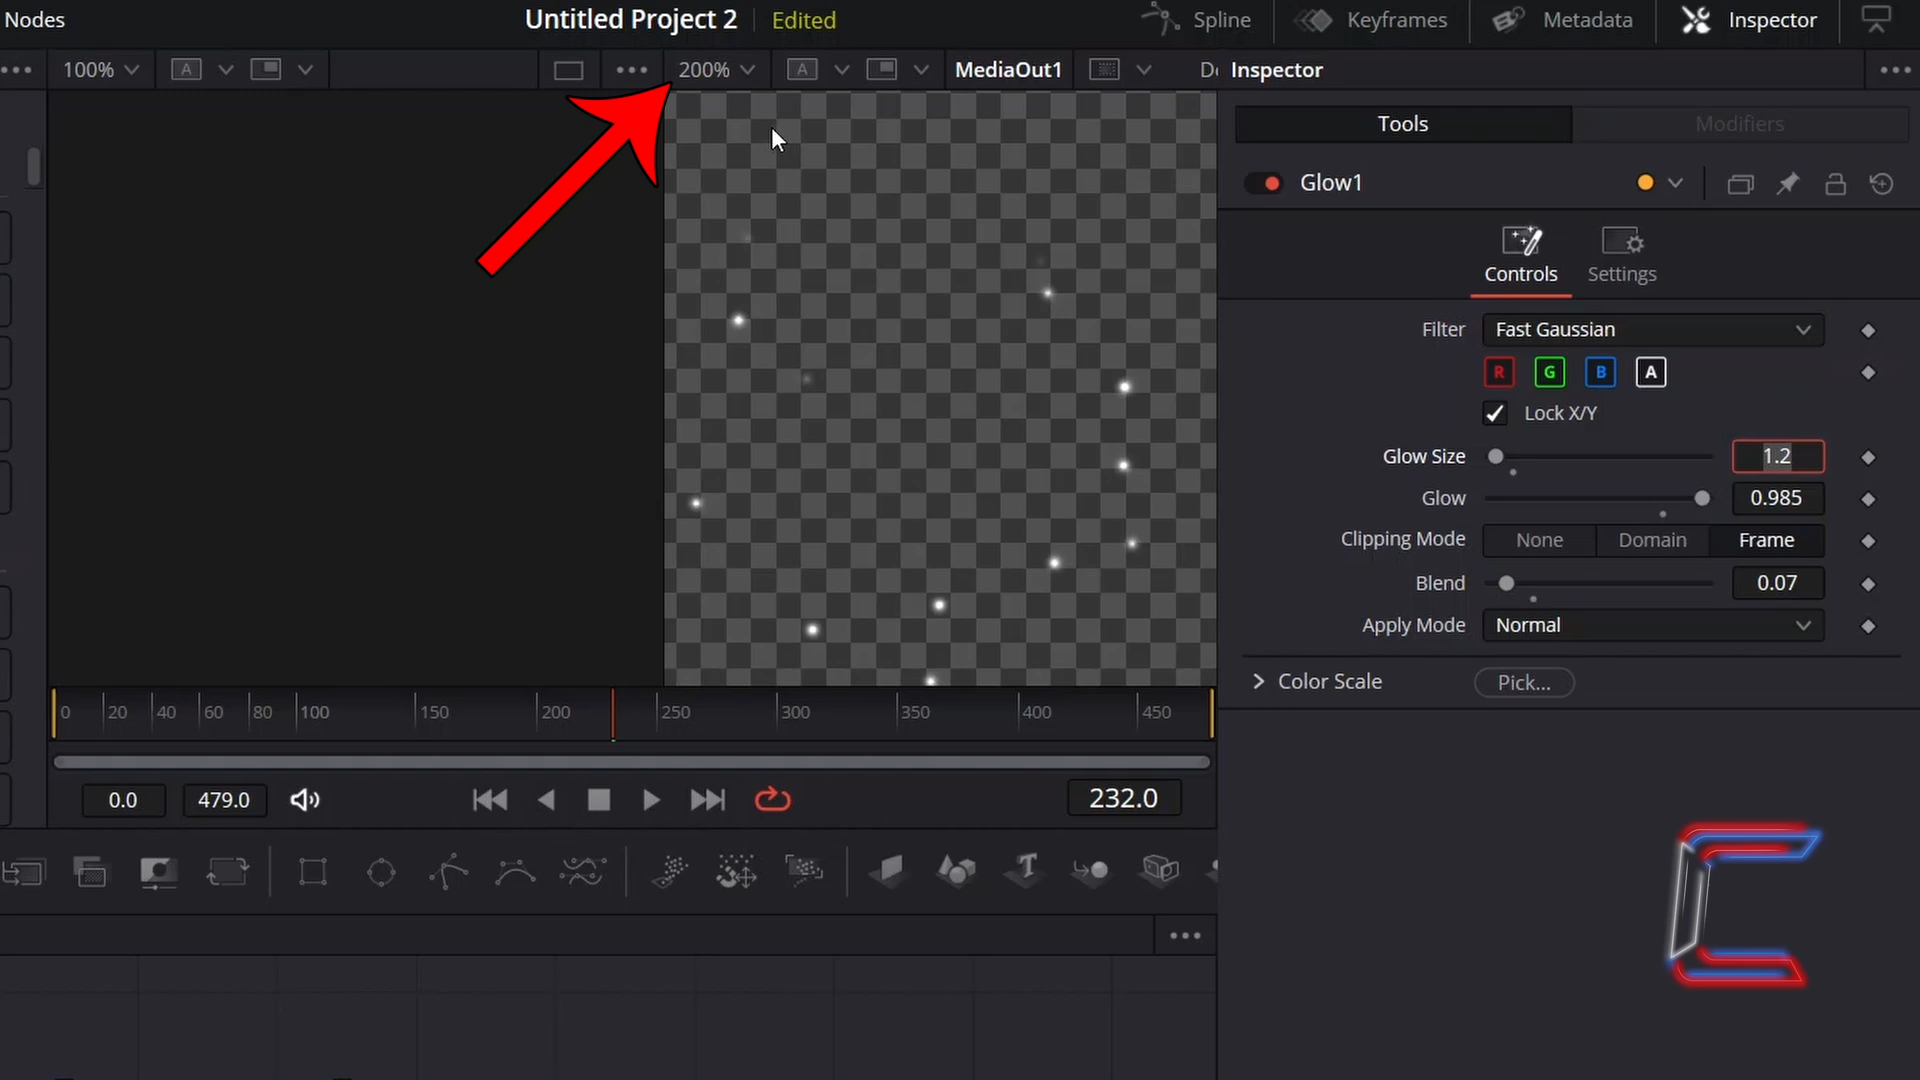 Nodes
Untitled Project 2
Edited
Spline
Keyframes
Metadata
Inspector
100%
A
200%
A
MediaOut1
Inspector
Tools
Modifiers
Glow1
Controls
Settings
Filter
Fast Gaussian
R
G
B
A
Lock X/Y
Glow Size
1.2
Glow
0.985
Clipping Mode
None
Domain
Frame
Blend
0.07
Apply Mode
Normal
Color Scale
Pick...
0
20
40
60
80
100
150
200
250
300
350
400
450
0.0
479.0
232.0
T